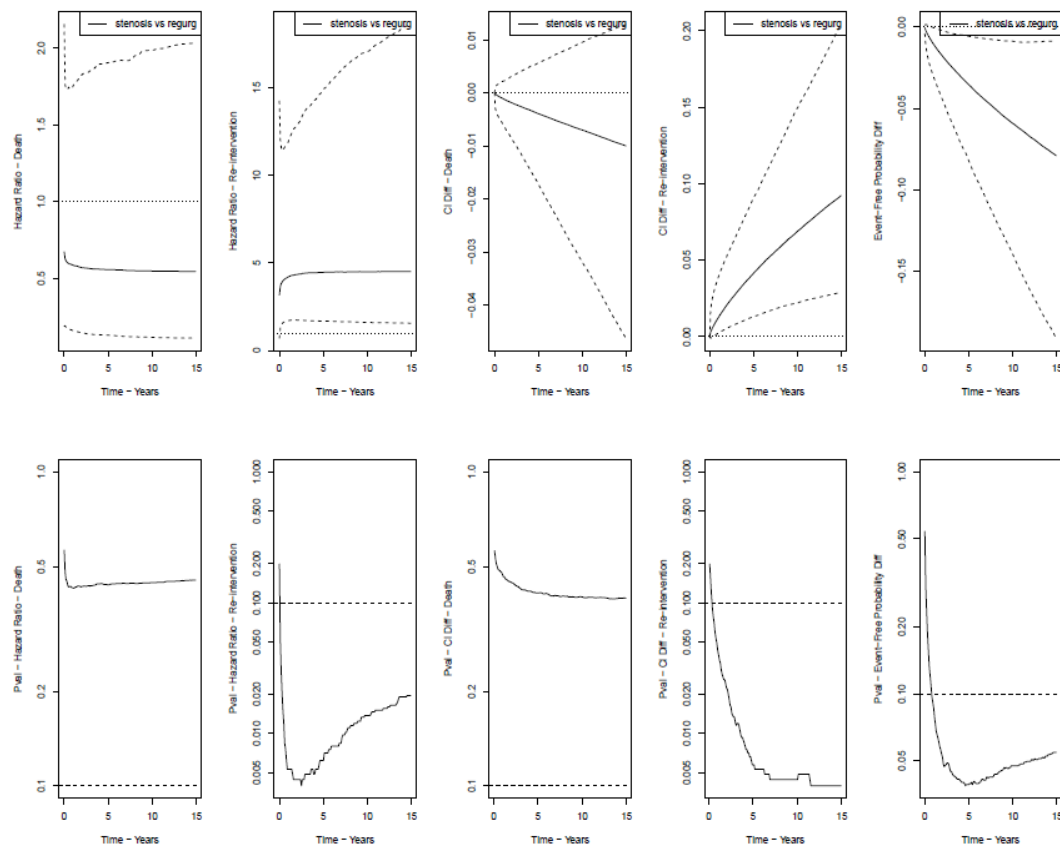 stenosis vs regurg
Hazard Ratio - Death
2.0
1.5
1.0
0.5
0 5 10 15
Time - Years
stenosis vs regurg
Hazard Ratio - Re-intervention
15
10
5
0
0 5 10 15
Time - Years
stenosis vs regurg
CI Diff - Death
0.01
0.00
-0.01
-0.02
-0.03
-0.04
0 5 10 15
Time - Years
stenosis vs regurg
CI Diff - Re-intervention
0.20
0.15
0.10
0.05
0.00
0 5 10 15
Time - Years
stenosis vs regurg
Event-Free Probability Diff
0.00
-0.05
-0.10
-0.15
0 5 10 15
Time - Years
Pval - Hazard Ratio - Death
1.0
0.5
0.2
0.1
0 5 10 15
Time - Years
Pval - Hazard Ratio - Re-intervention
1.000
0.500
0.200
0.100
0.050
0.020
0.010
0.005
0 5 10 15
Time - Years
Pval - CI Diff - Death
1.0
0.5
0.2
0.1
0 5 10 15
Time - Years
Pval - CI Diff - Re-intervention
1.000
0.500
0.200
0.100
0.050
0.020
0.010
0.005
0 5 10 15
Time - Years
Pval - Event-Free Probability Diff
1.00
0.50
0.20
0.10
0.05
0 5 10 15
Time - Years